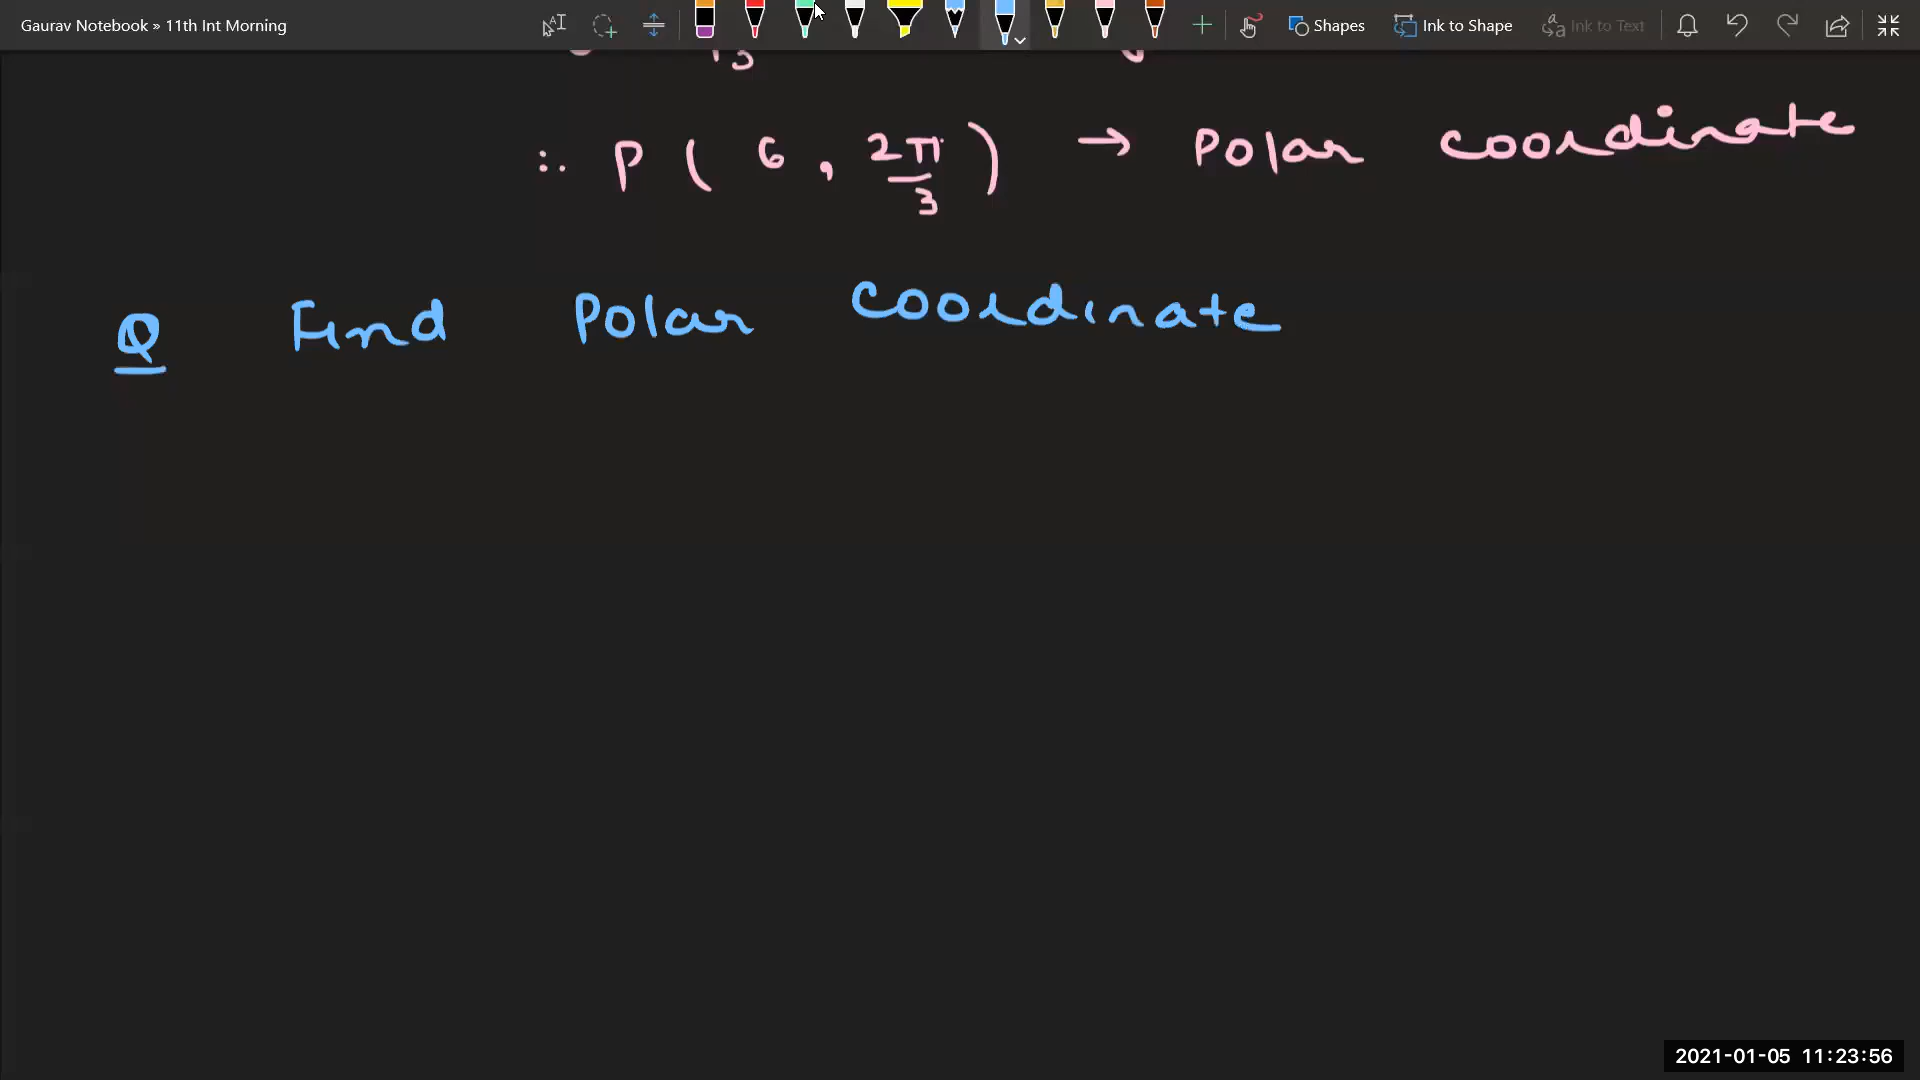 Gaurav Notebook » 11th Int Morning
Shapes
Ink to Shape
Ink to Text
∴ P ( 6 , 2π/3 ) → Polar coordinate
Q Find Polar coordinate
2021-01-05 11:23:56